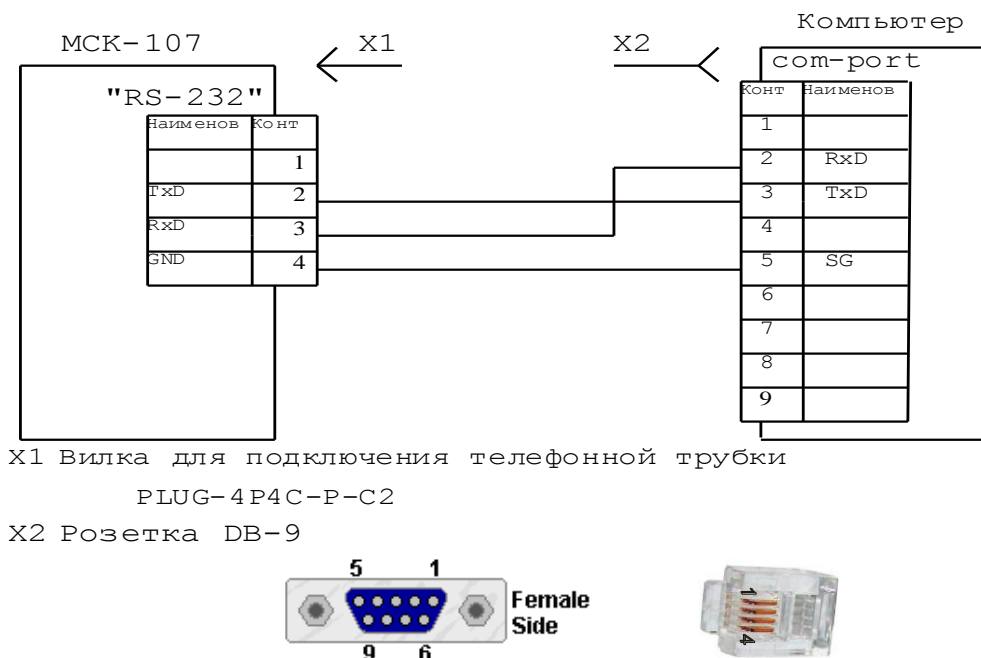 Компьютер
МСК-107
X1
X2
com-port
"RS-232"
Конт Наименов
Наименов Конт
1
1
2 RxD
TxD 2
3 TxD
RxD 3
4
GND 4
5 SG
6
7
8
9
X1 Вилка для подключения телефонной трубки
PLUG-4P4C-P-C2
X2 Розетка DB-9
5 1
Female
Side
9 6
1
4